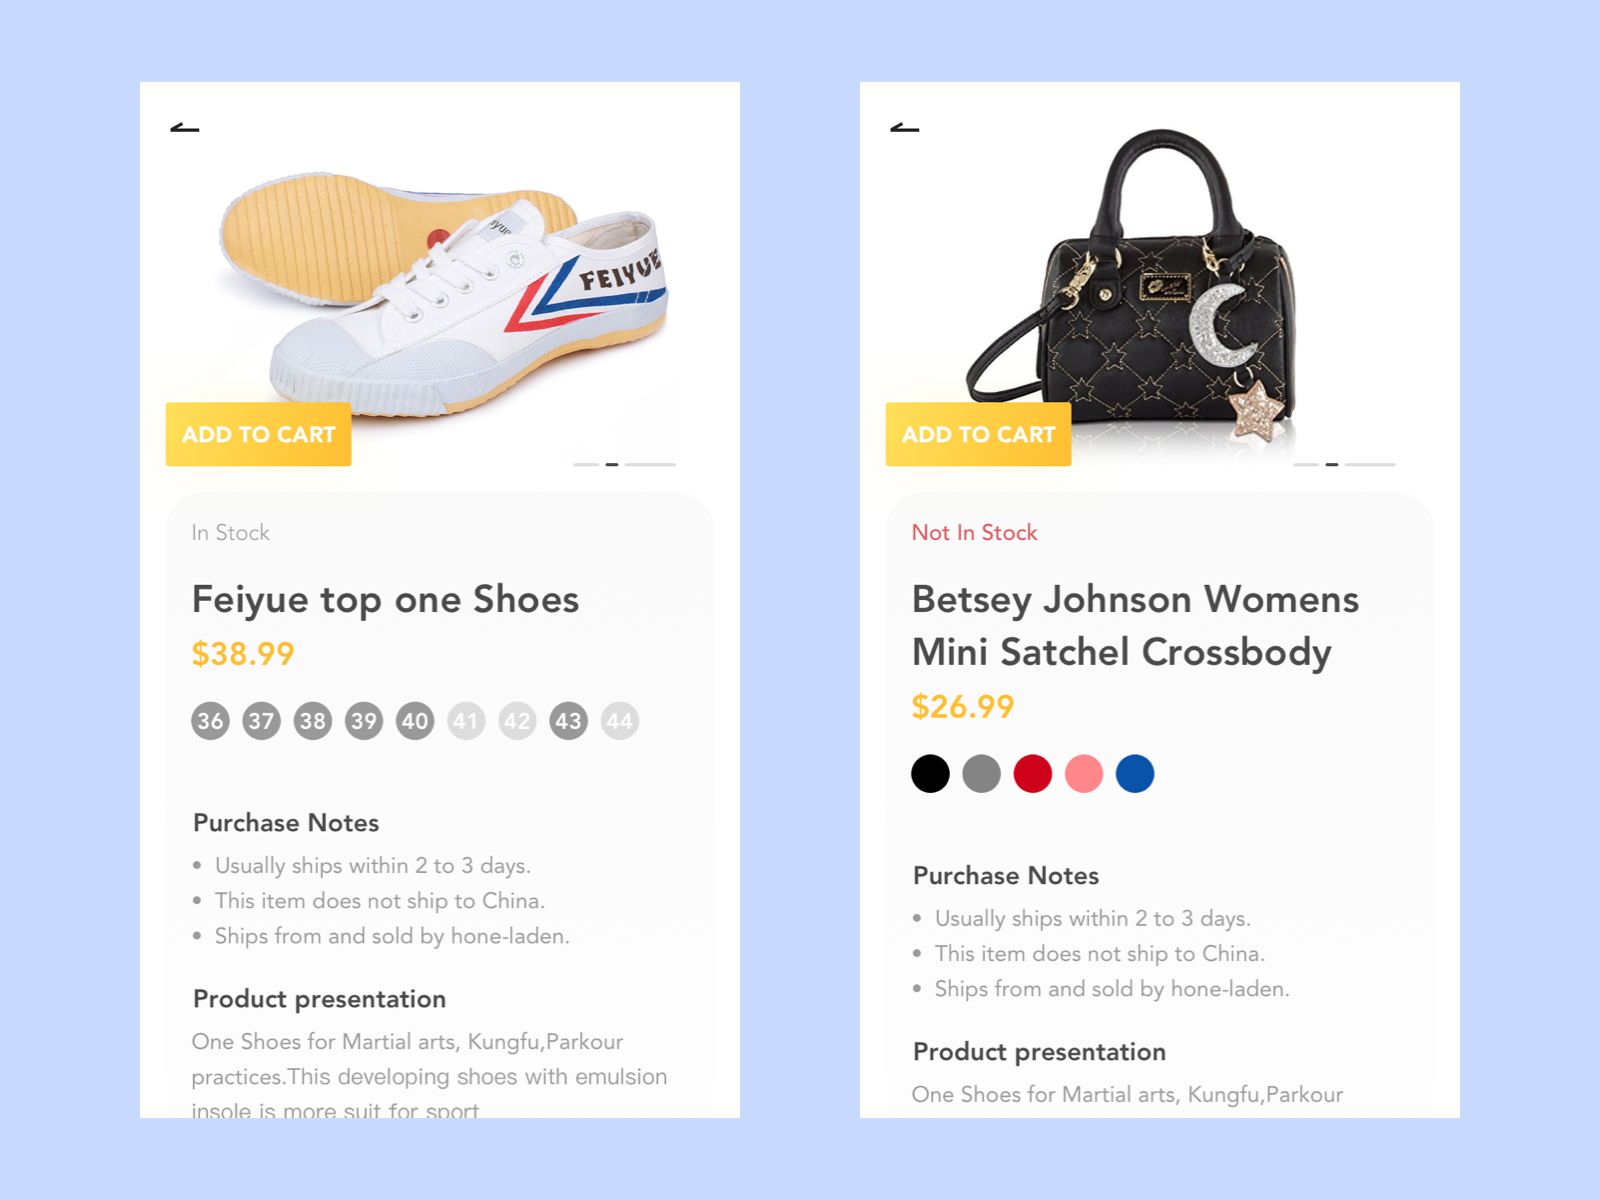 FEIYUE
ADD TO CART
In Stock
Feiyue top one Shoes
$38.99
36 37 38 39 40 41 42 43 44
Purchase Notes
• Usually ships within 2 to 3 days.
• This item does not ship to China.
• Ships from and sold by hone-laden.
Product presentation
One Shoes for Martial arts, Kungfu,Parkour
practices.This developing shoes with emulsion
insole is more suit for sport
ADD TO CART
Not In Stock
Betsey Johnson Womens
Mini Satchel Crossbody
$26.99
Purchase Notes
• Usually ships within 2 to 3 days.
• This item does not ship to China.
• Ships from and sold by hone-laden.
Product presentation
One Shoes for Martial arts, Kungfu,Parkour